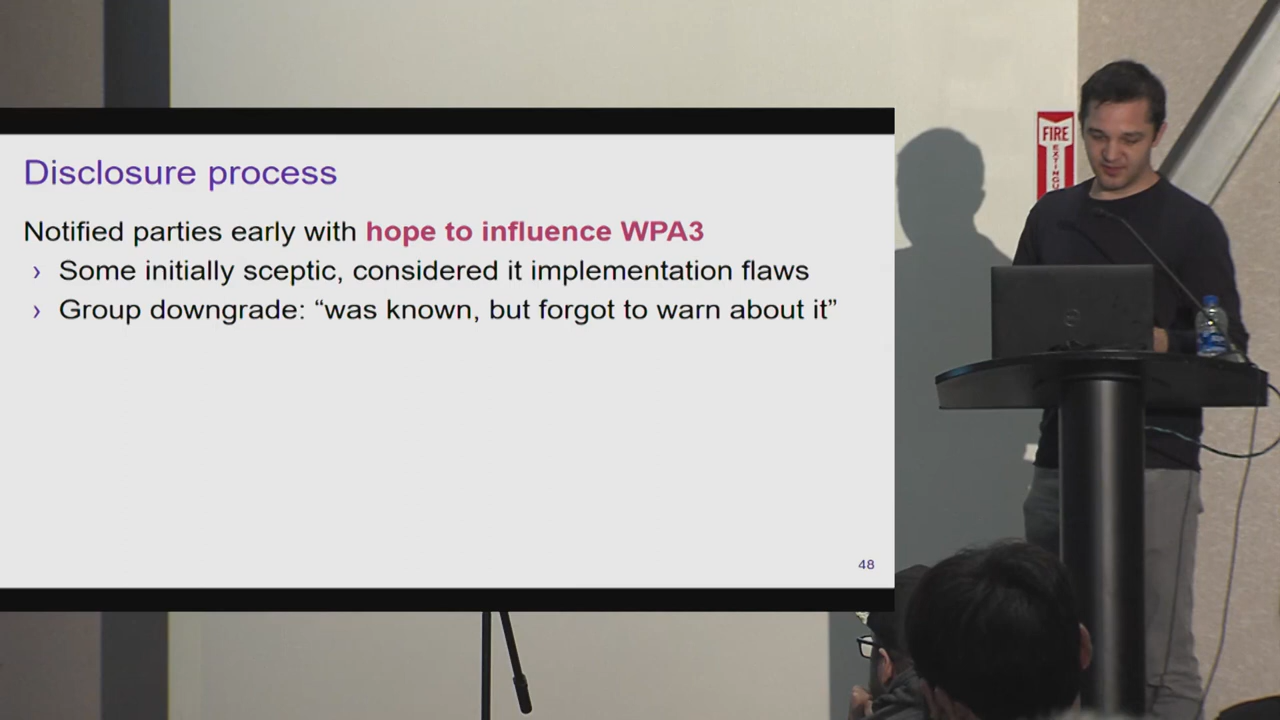 Disclosure process
Notified parties early with hope to influence WPA3
› Some initially sceptic, considered it implementation flaws
› Group downgrade: “was known, but forgot to warn about it”
48
FIRE